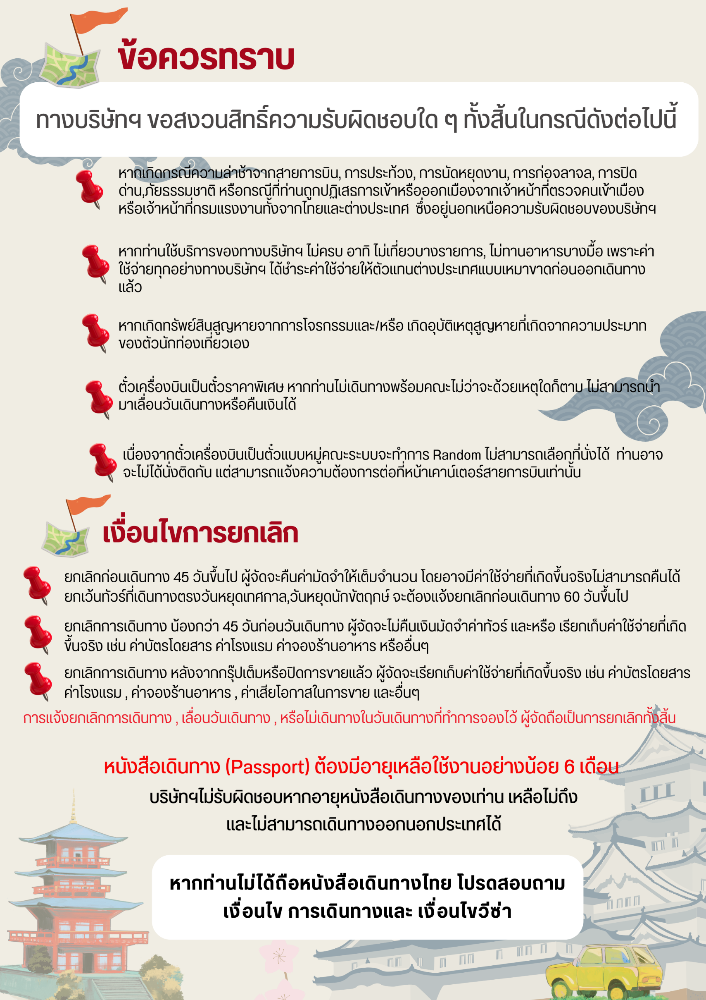 ข้อควรทราบ
ทางบริษัทฯ ขอสงวนสิทธิ์ความรับผิดชอบใด ๆ ทั้งสิ้นในกรณีดังต่อไปนี้
หากเกิดกรณีความล่าช้าจากสายการบิน, การประท้วง, การนัดหยุดงาน, การก่อจลาจล, การปิด
ด่าน,ภัยธรรมชาติ หรือกรณีที่ท่านถูกปฏิเสธการเข้าหรือออกเมืองจากเจ้าหน้าที่ตรวจคนเข้าเมือง
หรือเจ้าหน้าที่กรมแรงงานทั้งจากไทยและต่างประเทศ ซึ่งอยู่นอกเหนือความรับผิดชอบของบริษัทฯ
หากท่านใช้บริการของทางบริษัทฯ ไม่ครบ อาทิ ไม่เที่ยวบางรายการ, ไม่ทานอาหารบางมื้อ เพราะค่า
ใช้จ่ายทุกอย่างทางบริษัทฯ ได้ชำระค่าใช้จ่ายให้ตัวแทนต่างประเทศแบบเหมาขาดก่อนออกเดินทาง
แล้ว
หากเกิดทรัพย์สินสูญหายจากการโจรกรรมและ/หรือ เกิดอุบัติเหตุสูญหายที่เกิดจากความประมาท
ของตัวนักท่องเที่ยวเอง
ตั๋วเครื่องบินเป็นตั๋วราคาพิเศษ หากท่านไม่เดินทางพร้อมคณะไม่ว่าจะด้วยเหตุใดก็ตาม ไม่สามารถนำ
มาเลื่อนวันเดินทางหรือคืนเงินได้
เนื่องจากตั๋วเครื่องบินเป็นตั๋วแบบหมู่คณะระบบจะทำการ Random ไม่สามารถเลือกที่นั่งได้ ท่านอาจ
จะไม่ได้นั่งติดกัน แต่สามารถแจ้งความต้องการต่อที่หน้าเคาน์เตอร์สายการบินเท่านั้น
เงื่อนไขการยกเลิก
ยกเลิกก่อนเดินทาง 45 วันขึ้นไป ผู้จัดจะคืนค่ามัดจำให้เต็มจำนวน โดยอาจมีค่าใช้จ่ายที่เกิดขึ้นจริงไม่สามารถคืนได้
ยกเว้นทัวร์ที่เดินทางตรงวันหยุดเทศกาล,วันหยุดนักขัตฤกษ์ จะต้องแจ้งยกเลิกก่อนเดินทาง 60 วันขึ้นไป
ยกเลิกการเดินทาง น้องกว่า 45 วันก่อนวันเดินทาง ผู้จัดจะไม่คืนเงินมัดจำค่าทัวร์ และหรือ เรียกเก็บค่าใช้จ่ายที่เกิด
ขึ้นจริง เช่น ค่าบัตรโดยสาร ค่าโรงแรม ค่าจองร้านอาหาร หรืออื่นๆ
ยกเลิกการเดินทาง หลังจากกรุ๊ปเต็มหรือปิดการขายแล้ว ผู้จัดจะเรียกเก็บค่าใช้จ่ายที่เกิดขึ้นจริง เช่น ค่าบัตรโดยสาร
ค่าโรงแรม , ค่าจองร้านอาหาร , ค่าเสียโอกาสในการขาย และอื่นๆ
การแจ้งยกเลิกการเดินทาง , เลื่อนวันเดินทาง , หรือไม่เดินทางในวันเดินทางที่ทำการจองไว้ ผู้จัดถือเป็นการยกเลิกทั้งสิ้น
หนังสือเดินทาง (Passport) ต้องมีอายุเหลือใช้งานอย่างน้อย 6 เดือน
บริษัทฯไม่รับผิดชอบหากอายุหนังสือเดินทางของเท่าน เหลือไม่ถึง
และไม่สามารถเดินทางออกนอกประเทศได้
หากท่านไม่ได้ถือหนังสือเดินทางไทย โปรดสอบถาม
เงื่อนไข การเดินทางและ เงื่อนไขวีซ่า